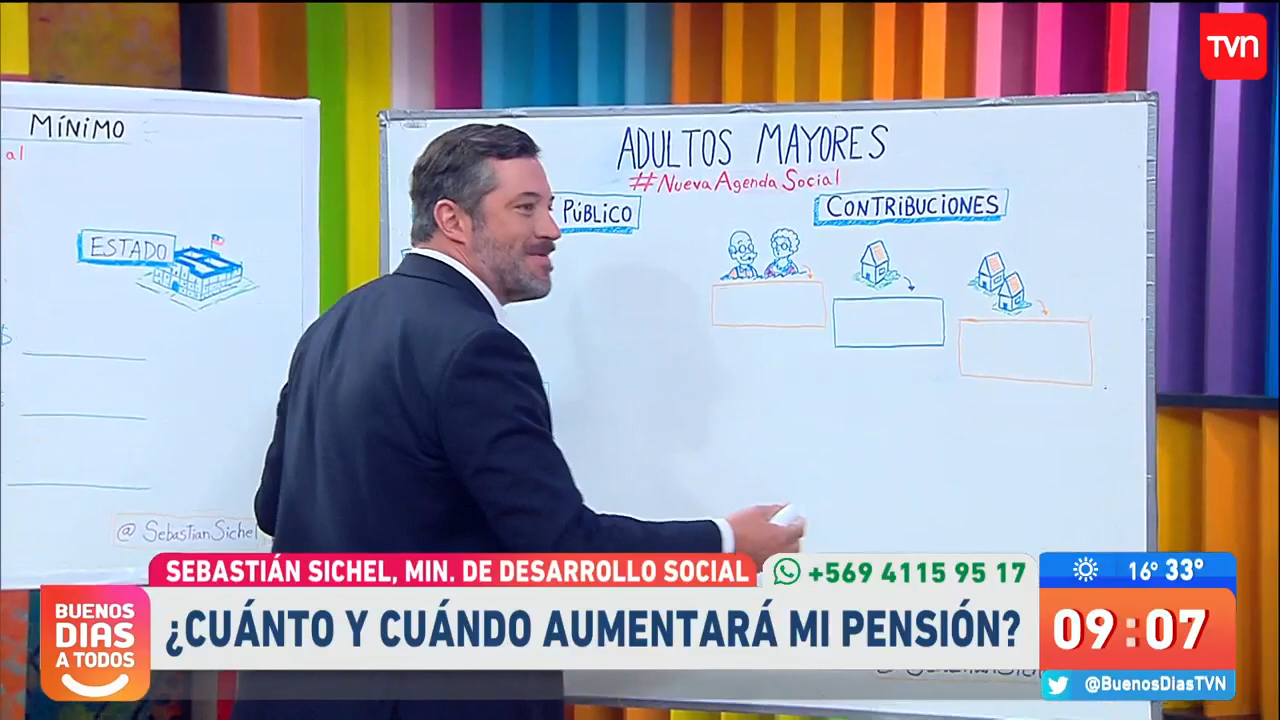 TVN
MÍNIMO
al
ESTADO
@SebastianSichel
ADULTOS MAYORES
#NuevaAgendaSocial
PÚBLICO
CONTRIBUCIONES
SEBASTIÁN SICHEL, MIN. DE DESARROLLO SOCIAL
+569 4115 95 17
¿CUÁNTO Y CUÁNDO AUMENTARÁ MI PENSIÓN?
BUENOS
DIAS
A TODOS
16° 33°
09:07
@BuenosDiasTVN